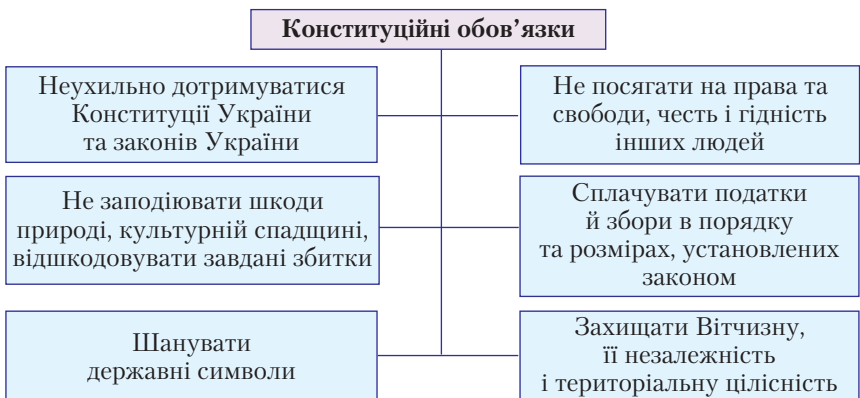 Конституційні обов’язки
Неухильно дотримуватися
Конституції України
та законів України
Не посягати на права та
свободи, честь і гідність
інших людей
Не заподіювати шкоди
природі, культурній спадщині,
відшкодовувати завдані збитки
Сплачувати податки
й збори в порядку
та розмірах, установлених
законом
Шанувати
державні символи
Захищати Вітчизну,
її незалежність
і територіальну цілісність